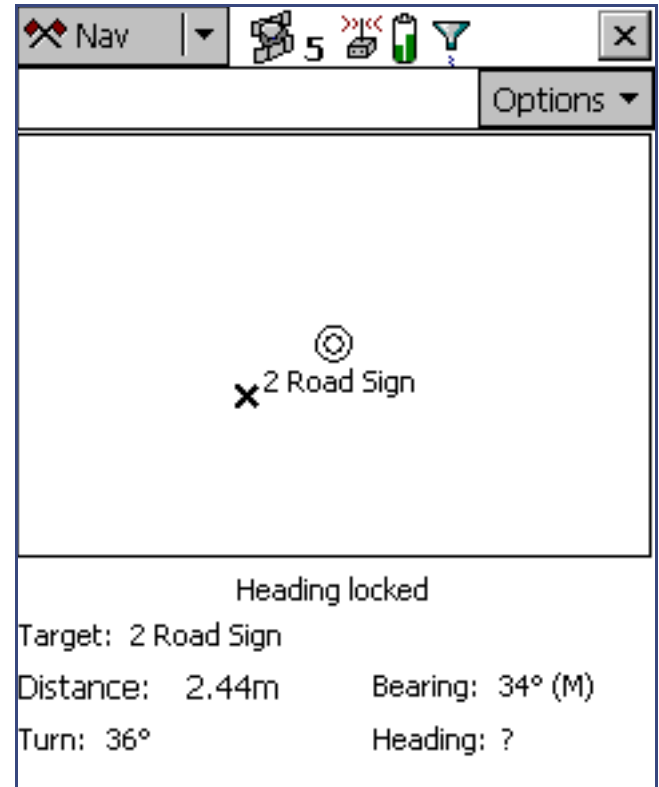 Nav
5
Options
2 Road Sign
Heading locked
Target: 2 Road Sign
Distance: 2.44m Bearing: 34° (M)
Turn: 36° Heading: ?